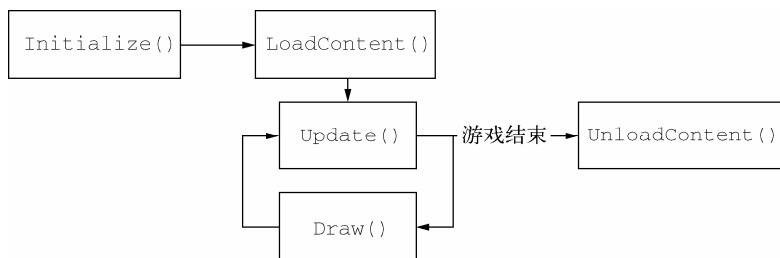 Initialize()
LoadContent()
Update()
游戏结束
UnloadContent()
Draw()